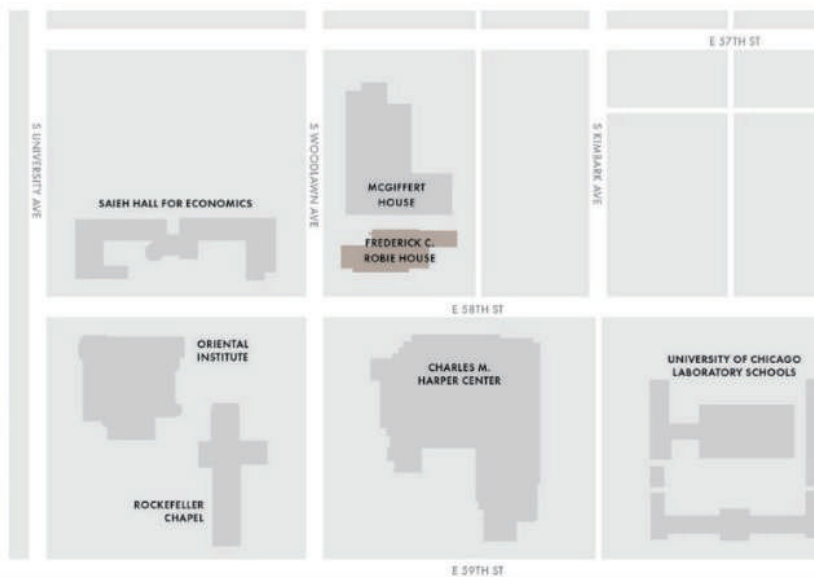 E 57TH ST
S UNIVERSITY AVE
S WOODLAWN AVE
S KIMBARK AVE
MCGIFFERT
HOUSE
SAIEH HALL FOR ECONOMICS
FREDERICK C.
ROBIE HOUSE
E 58TH ST
ORIENTAL
INSTITUTE
CHARLES M.
HARPER CENTER
UNIVERSITY OF CHICAGO
LABORATORY SCHOOLS
ROCKEFELLER
CHAPEL
E 59TH ST